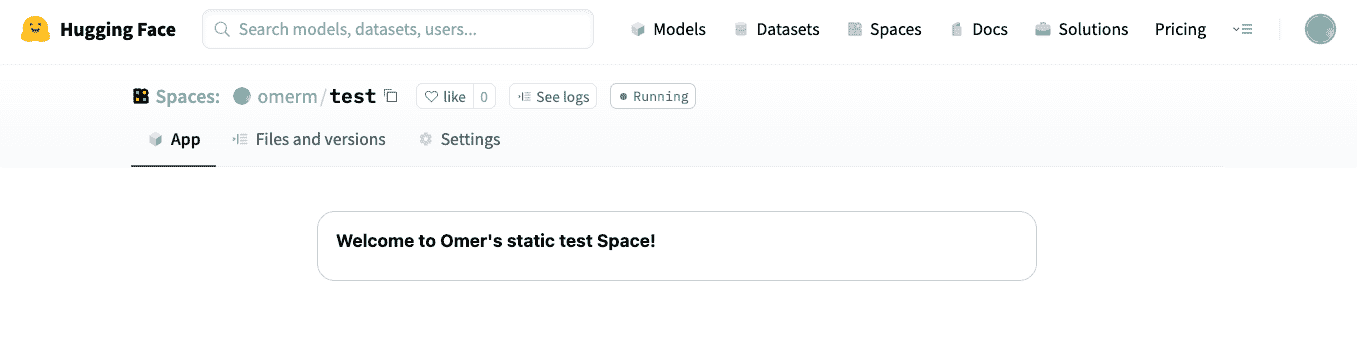 Hugging Face Search models, datasets, users... Models Datasets Spaces Docs Solutions Pricing
Spaces: omerm/test like 0 See logs Running
App Files and versions Settings
Welcome to Omer's static test Space!